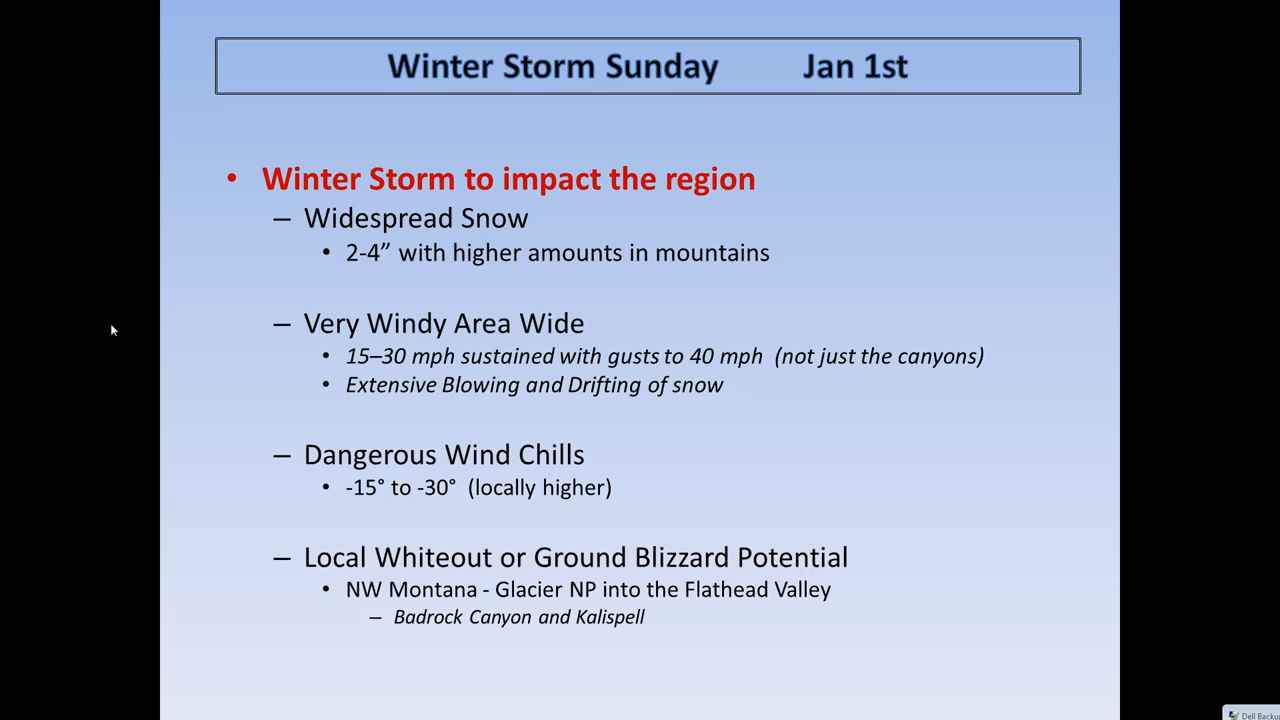 Winter Storm Sunday Jan 1st
• Winter Storm to impact the region
– Widespread Snow
• 2-4” with higher amounts in mountains
– Very Windy Area Wide
• 15–30 mph sustained with gusts to 40 mph (not just the canyons)
• Extensive Blowing and Drifting of snow
– Dangerous Wind Chills
• -15° to -30° (locally higher)
– Local Whiteout or Ground Blizzard Potential
• NW Montana - Glacier NP into the Flathead Valley
– Badrock Canyon and Kalispell
Dell Backu